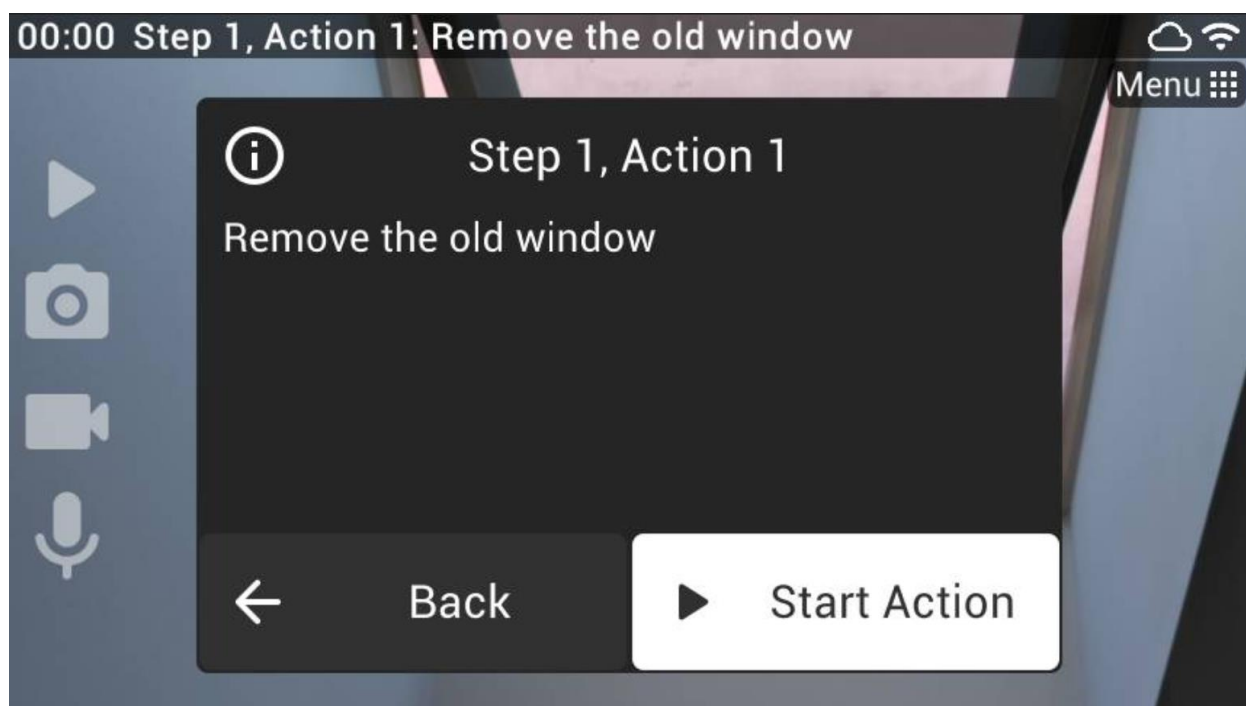 00:00 Step 1, Action 1: Remove the old window
Menu
Step 1, Action 1
Remove the old window
Back
Start Action